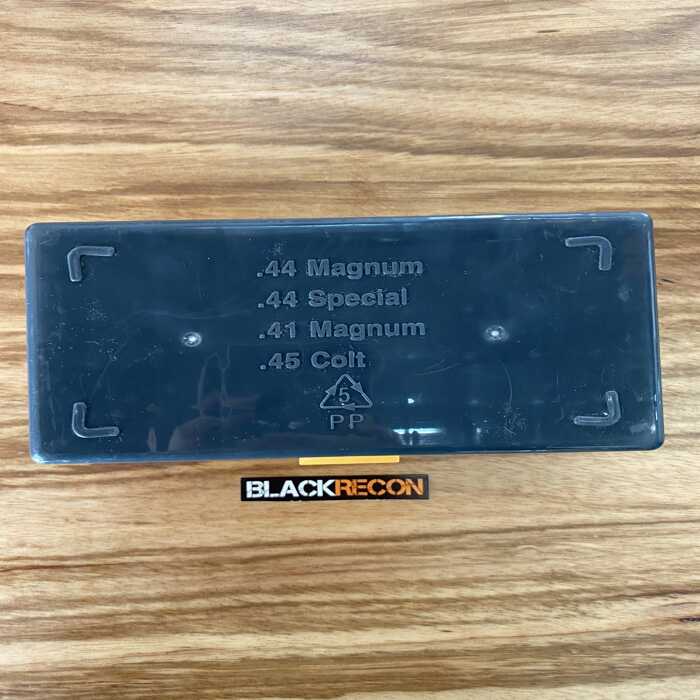 .44 Magnum
.44 Special
.41 Magnum
.45 Colt
5
PP
BLACKRECON